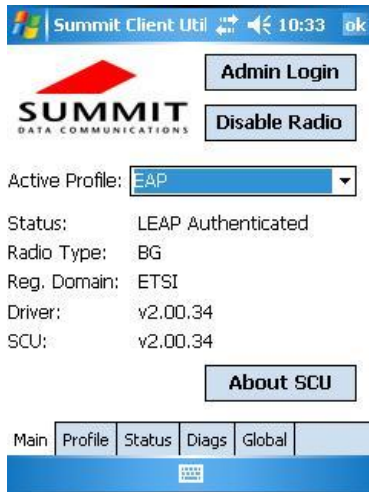 Summit Client Util 10:33 ok
Admin Login
SUMMIT
DATA COMMUNICATIONS
Disable Radio
Active Profile: EAP
Status: LEAP Authenticated
Radio Type: BG
Reg. Domain: ETSI
Driver: v2.00.34
SCU: v2.00.34
About SCU
Main Profile Status Diags Global